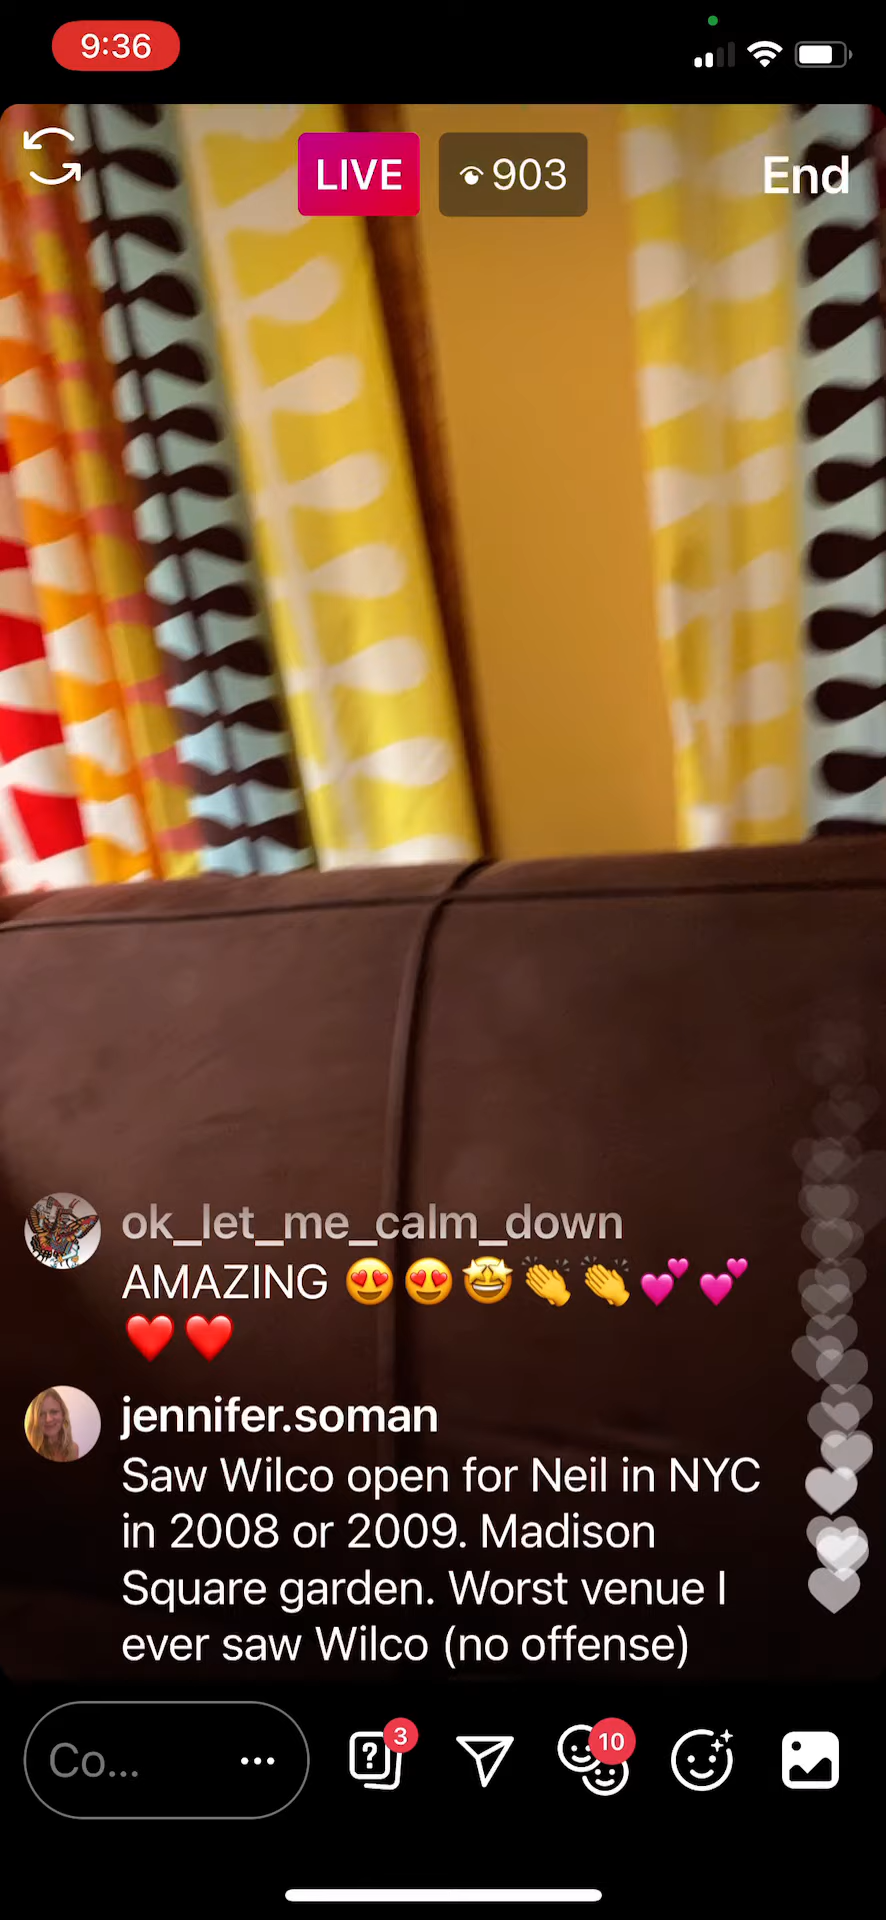 9:36
LIVE 903 End
ok_let_me_calm_down
AMAZING 😍😍🤩👏👏💕💕
❤️❤️
jennifer.soman
Saw Wilco open for Neil in NYC
in 2008 or 2009. Madison
Square garden. Worst venue I
ever saw Wilco (no offense)
Co... ... ? 3 10